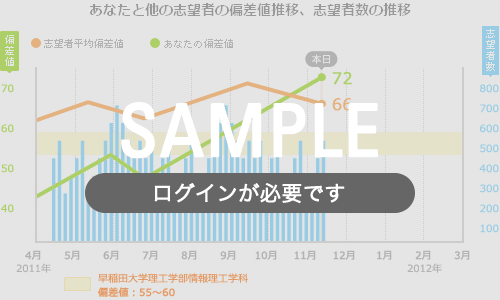 あなたと他の志望者の偏差値推移、志望者数の推移
偏差値
志望者平均偏差値
あなたの偏差値
志望者数
本日
72
66
70
60
50
40
800
700
600
500
400
300
200
100
SAMPLE
ログインが必要です
4月 5月 6月 7月 8月 9月 10月 11月 12月 1月 2月 3月
2011年 2012年
早稲田大学理工学部情報理工学科
偏差値：55〜60